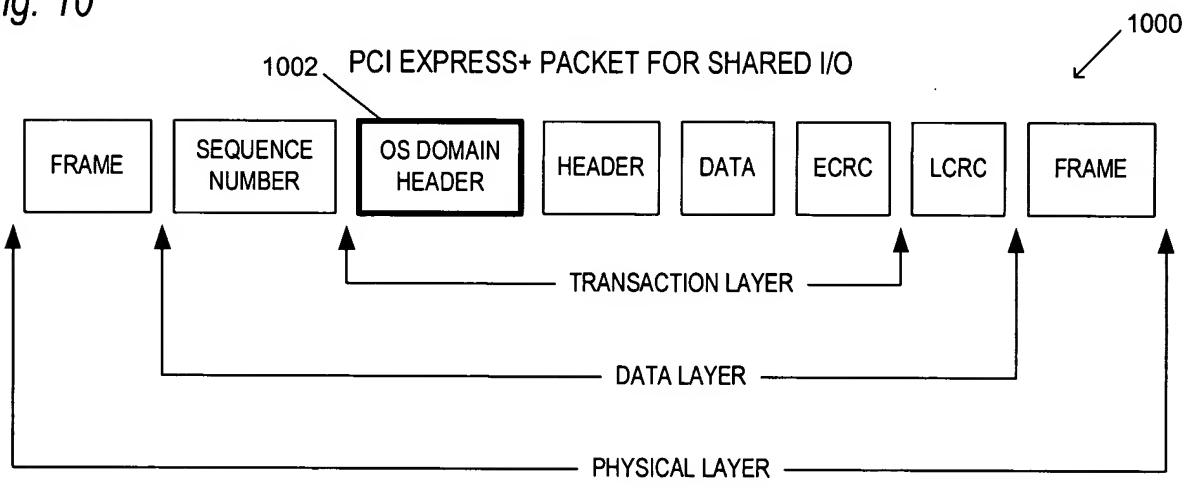 ig. 10
1000
1002
PCI EXPRESS+ PACKET FOR SHARED I/O
FRAME
SEQUENCE
NUMBER
OS DOMAIN
HEADER
HEADER
DATA
ECRC
LCRC
FRAME
TRANSACTION LAYER
DATA LAYER
PHYSICAL LAYER